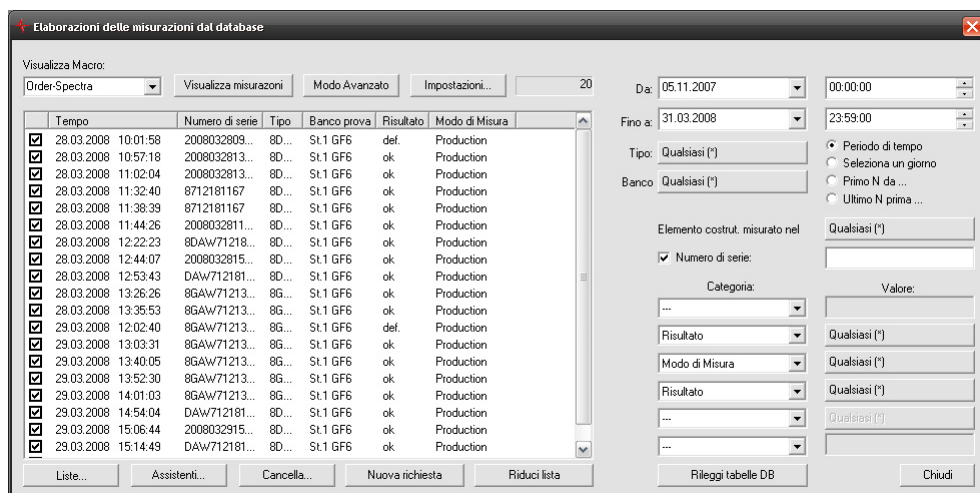 Elaborazioni delle misurazioni dal database
Visualizza Macro:
Order-Spectra Visualizza misurazoni Modo Avanzato Impostazioni... 20
Da: 05.11.2007 00:00:00
Fino a: 31.03.2008 23:59:00
Tipo: Qualsiasi (*)
Banco Qualsiasi (*)
Periodo di tempo
Seleziona un giorno
Primo N da ...
Ultimo N prima ...
Elemento costrut. misurato nel Qualsiasi (*)
Numero di serie:
Categoria: Valore:
---
Risultato Qualsiasi (*)
Modo di Misura Qualsiasi (*)
Risultato Qualsiasi (*)
--- Qualsiasi (*)
---
Tempo Numero di serie Tipo Banco prova Risultato Modo di Misura
28.03.2008 10:01:58 2008032809... 8D... St.1 GF6 def. Production
28.03.2008 10:57:18 2008032813... 8D... St.1 GF6 ok Production
28.03.2008 11:02:04 2008032813... 8D... St.1 GF6 ok Production
28.03.2008 11:32:40 8712181167 8D... St.1 GF6 ok Production
28.03.2008 11:38:39 8712181167 8D... St.1 GF6 ok Production
28.03.2008 11:44:26 2008032811... 8D... St.1 GF6 ok Production
28.03.2008 12:22:23 8DAW71218... 8D... St.1 GF6 ok Production
28.03.2008 12:44:07 2008032815... 8D... St.1 GF6 ok Production
28.03.2008 12:53:43 DAW712181... 8D... St.1 GF6 ok Production
28.03.2008 13:26:26 8GAW71213... 8G... St.1 GF6 ok Production
28.03.2008 13:35:53 8GAW71213... 8G... St.1 GF6 ok Production
29.03.2008 12:02:40 8GAW71213... 8G... St.1 GF6 def. Production
29.03.2008 13:03:31 8GAW71213... 8G... St.1 GF6 ok Production
29.03.2008 13:40:05 8GAW71213... 8G... St.1 GF6 ok Production
29.03.2008 13:52:30 8GAW71213... 8G... St.1 GF6 ok Production
29.03.2008 14:01:03 8GAW71213... 8G... St.1 GF6 ok Production
29.03.2008 14:54:04 DAW712181... 8D... St.1 GF6 ok Production
29.03.2008 15:06:44 2008032915... 8D... St.1 GF6 ok Production
29.03.2008 15:14:49 DAW712181... 8D... St.1 GF6 ok Production
Liste... Assistenti... Cancella... Nuova richiesta Riduci lista Rileggi tabelle DB Chiudi